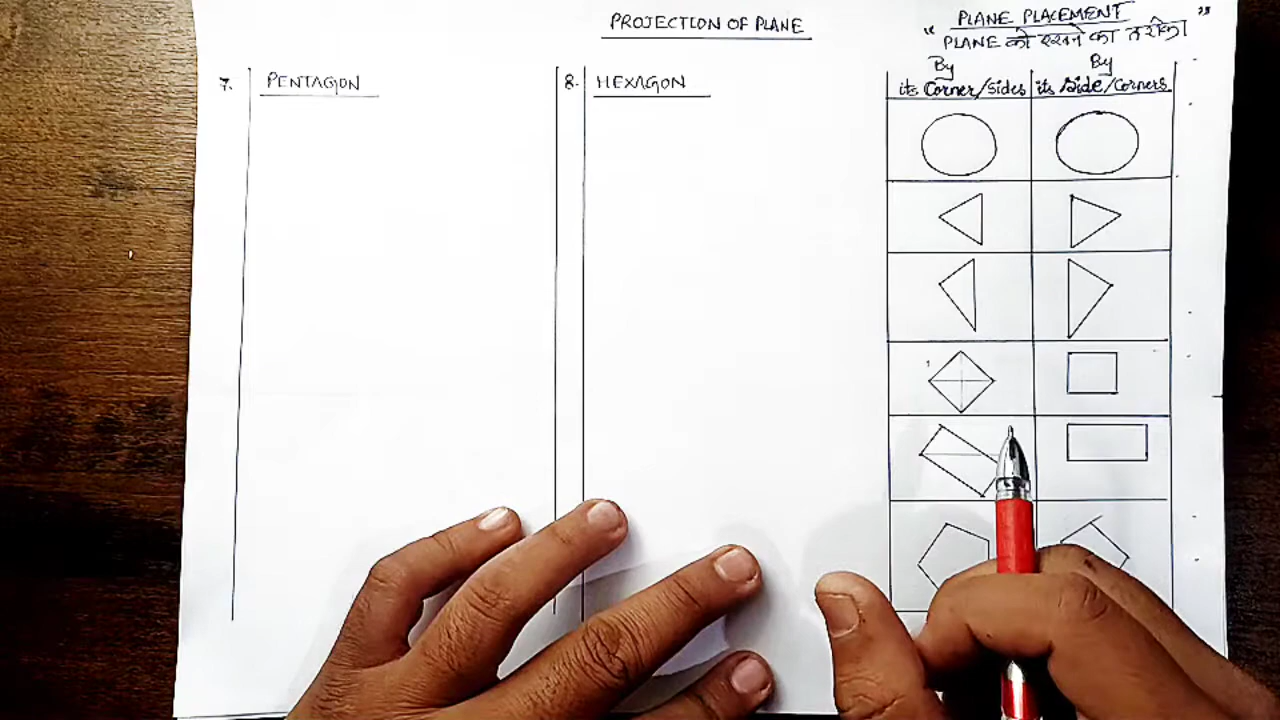 PROJECTION OF PLANE
7. PENTAGON
8. HEXAGON
PLANE PLACEMENT
" PLANE को रखने का तरीका "
By
its Corner/Sides
By
its Side/Corners